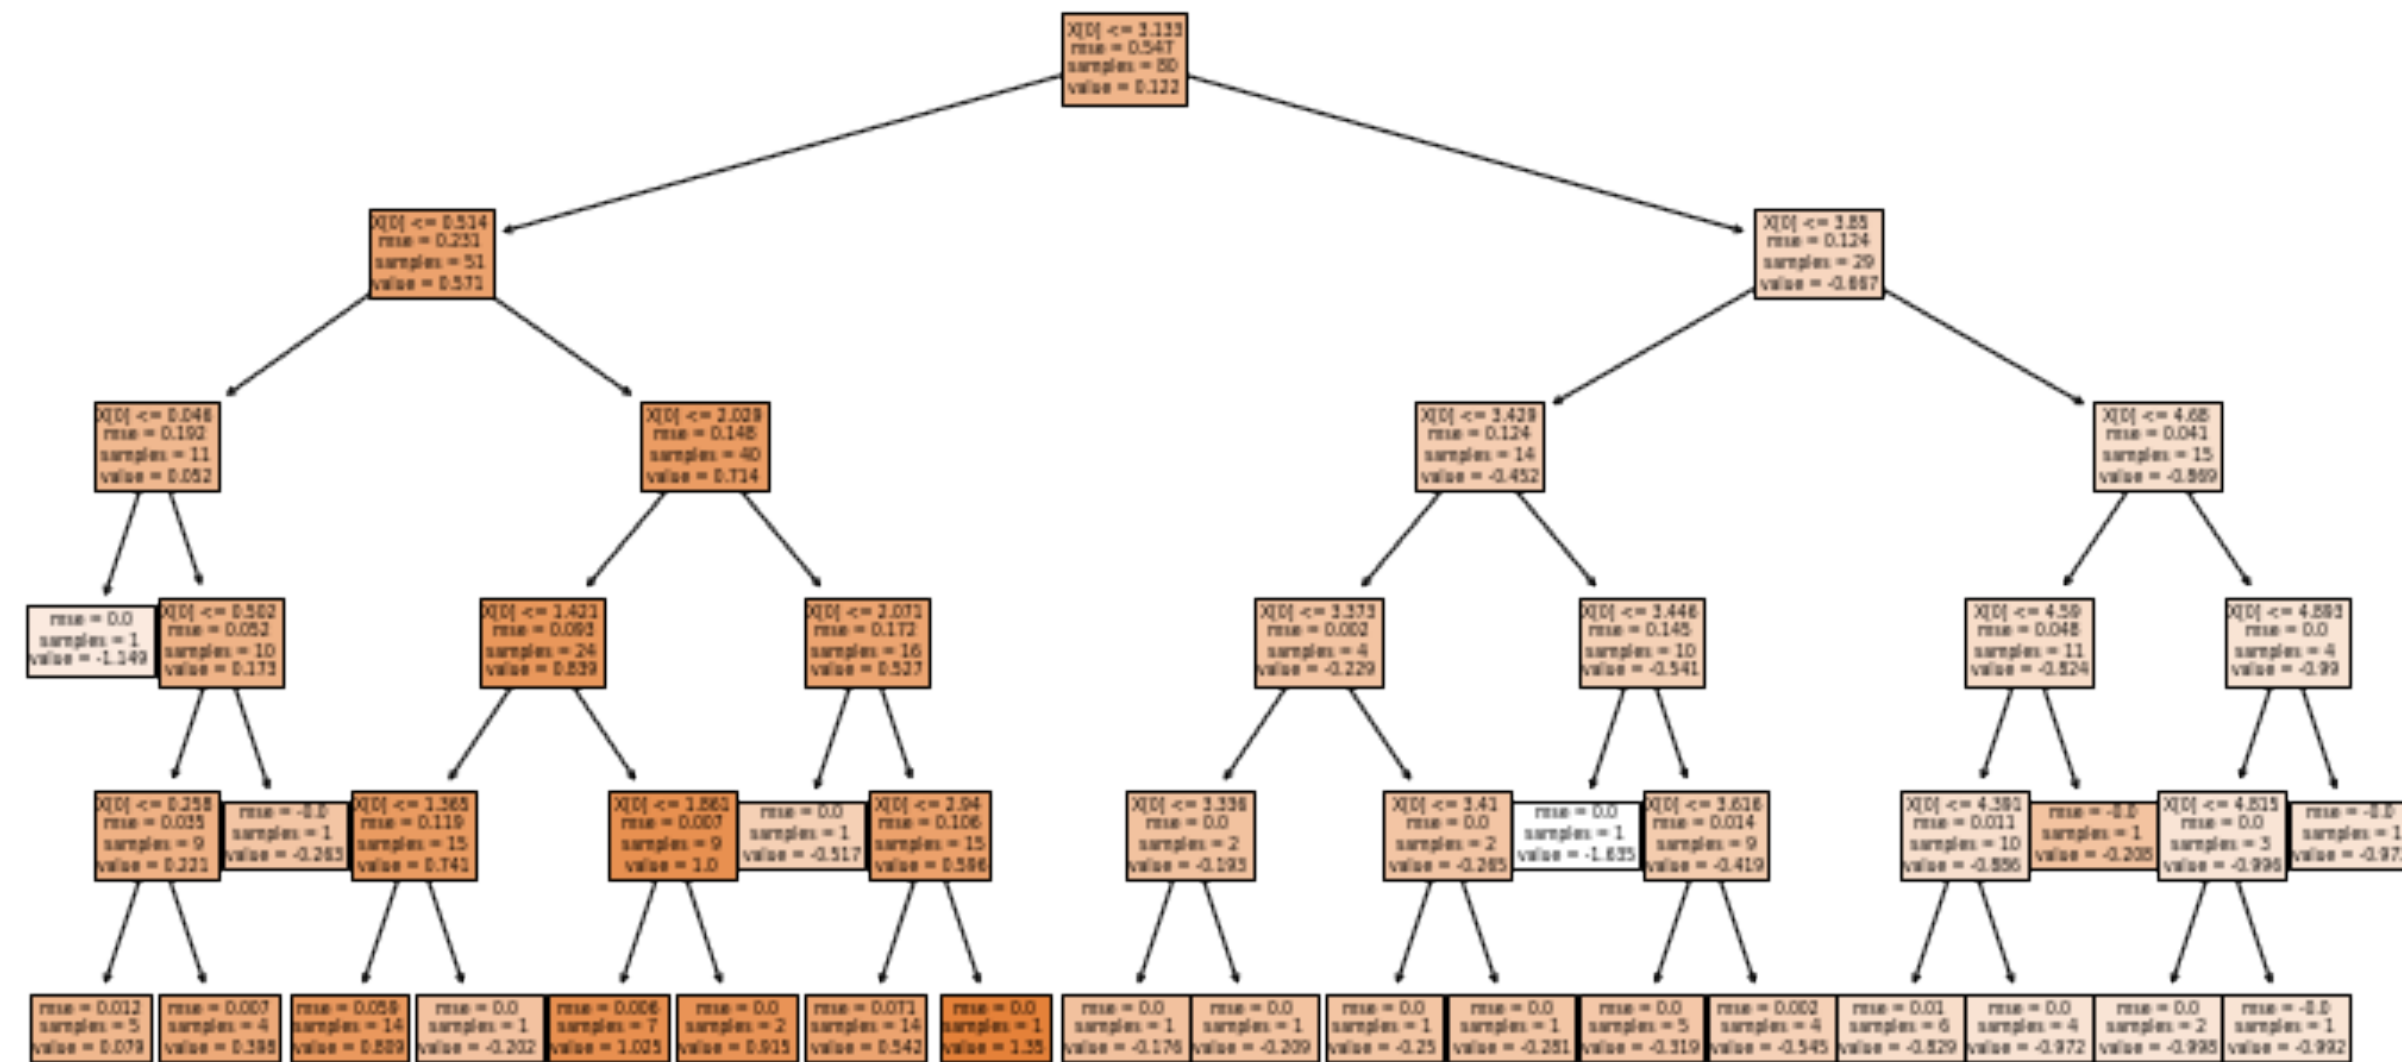 X[0] <= 3.133
mse = 0.547
samples = 80
value = 0.122
X[0] <= 0.514
mse = 0.231
samples = 51
value = 0.571
X[0] <= 3.85
mse = 0.124
samples = 29
value = -0.667
X[0] <= 0.046
mse = 0.192
samples = 11
value = 0.052
X[0] <= 2.029
mse = 0.148
samples = 40
value = 0.714
X[0] <= 3.429
mse = 0.124
samples = 14
value = -0.452
X[0] <= 4.68
mse = 0.041
samples = 15
value = -0.869
mse = 0.0
samples = 1
value = -1.149
X[0] <= 0.502
mse = 0.052
samples = 10
value = 0.173
X[0] <= 1.421
mse = 0.093
samples = 24
value = 0.839
X[0] <= 2.071
mse = 0.172
samples = 16
value = 0.527
X[0] <= 3.373
mse = 0.002
samples = 4
value = -0.229
X[0] <= 3.446
mse = 0.145
samples = 10
value = -0.541
X[0] <= 4.59
mse = 0.048
samples = 11
value = -0.824
X[0] <= 4.893
mse = 0.0
samples = 4
value = -0.99
X[0] <= 0.258
mse = 0.035
samples = 9
value = 0.221
mse = -0.0
samples = 1
value = -0.263
X[0] <= 1.365
mse = 0.119
samples = 15
value = 0.741
X[0] <= 1.861
mse = 0.007
samples = 9
value = 1.0
mse = 0.0
samples = 1
value = -0.517
X[0] <= 2.94
mse = 0.106
samples = 15
value = 0.596
X[0] <= 3.336
mse = 0.0
samples = 2
value = -0.193
X[0] <= 3.41
mse = 0.0
samples = 2
value = -0.265
mse = 0.0
samples = 1
value = -1.635
X[0] <= 3.616
mse = 0.014
samples = 9
value = -0.419
X[0] <= 4.391
mse = 0.011
samples = 10
value = -0.886
mse = -0.0
samples = 1
value = -0.208
X[0] <= 4.815
mse = 0.0
samples = 3
value = -0.996
mse = -0.0
samples = 1
value =
mse = 0.012
samples = 5
value = 0.079
mse = 0.007
samples = 4
value = 0.398
mse = 0.059
samples = 14
value = 0.809
mse = 0.0
samples = 1
value = -0.202
mse = 0.006
samples = 7
value = 1.025
mse = 0.0
samples = 2
value = 0.915
mse = 0.071
samples = 14
value = 0.542
mse = 0.0
samples = 1
value = 1.35
mse = 0.0
samples = 1
value = -0.176
mse = 0.0
samples = 1
value = -0.209
mse = 0.0
samples = 1
value = -0.25
mse = 0.0
samples = 1
value = -0.281
mse = 0.0
samples = 5
value = -0.319
mse = 0.002
samples = 4
value = -0.545
mse = 0.01
samples = 6
value = -0.829
mse = 0.0
samples = 4
value = -0.972
mse = 0.0
samples = 2
value = -0.998
mse = -0.0
samples = 1
value = -0.992